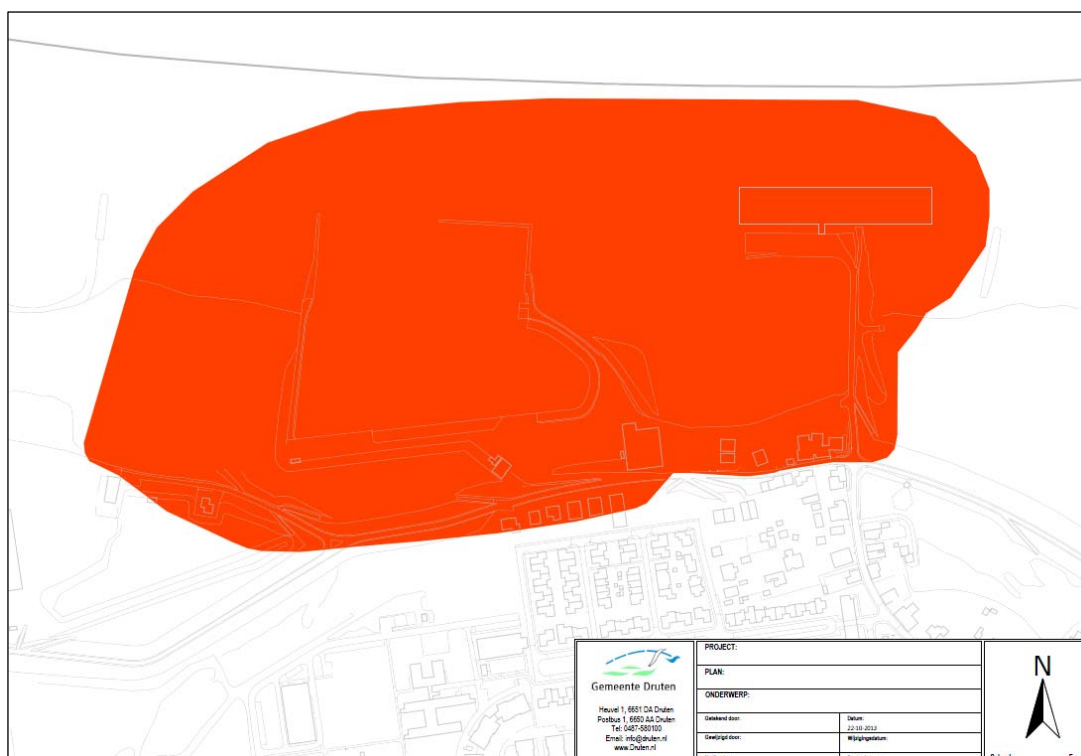 Gemeente Druten
Heuvel 1, 6651 DA Druten
Postbus 1, 6650 AA Druten
Tel: 0487-580100
Email: info@druten.nl
www.Druten.nl
PROJECT:
PLAN:
ONDERWERP:
Getekend door:
Datum:
22-10-2013
Gewijzigd door:
Wijzigingsdatum:
N